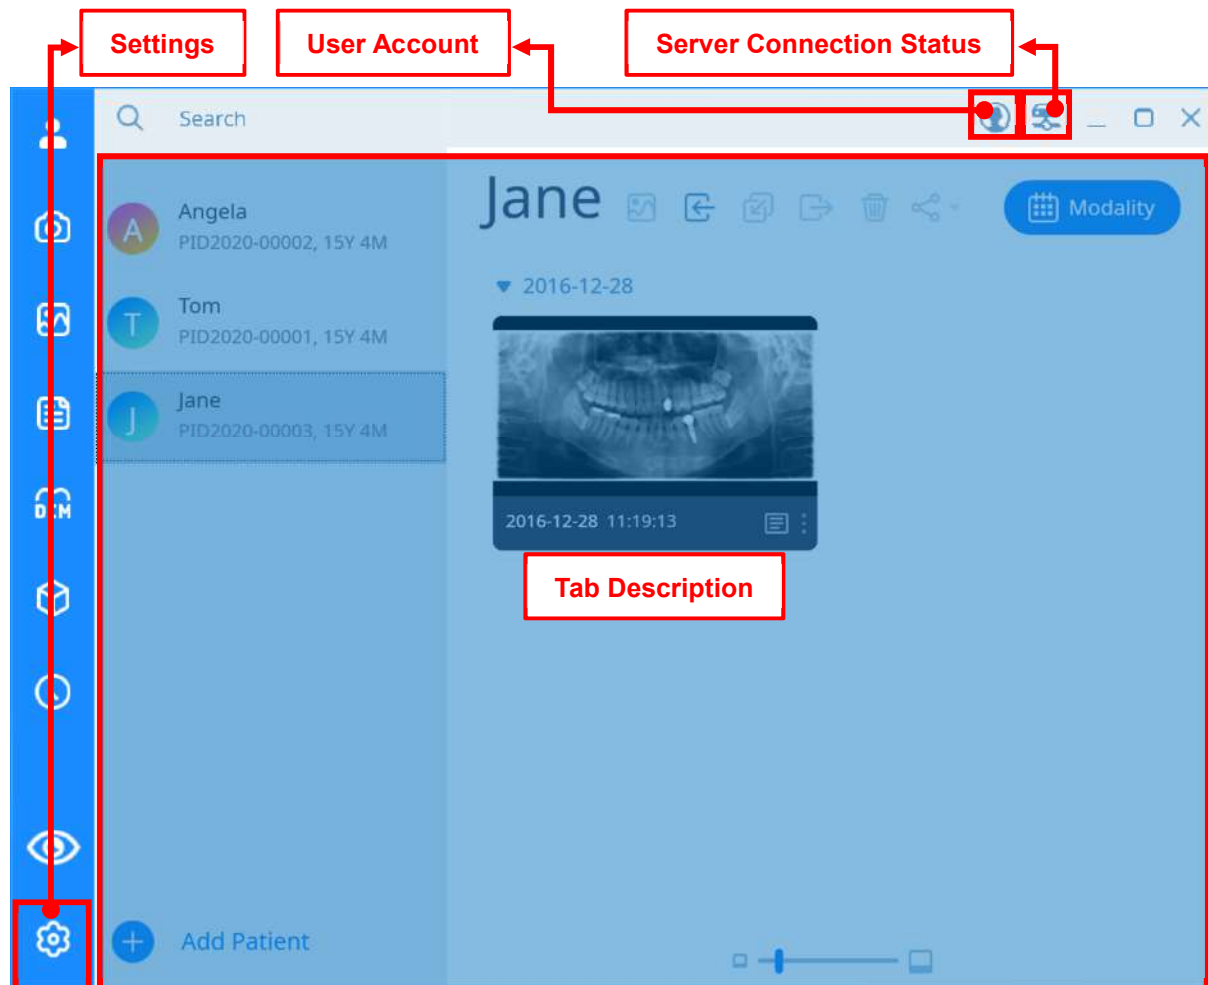 Settings
User Account
Server Connection Status
Search
Angela
PID2020-00002, 15Y 4M
Tom
PID2020-00001, 15Y 4M
Jane
PID2020-00003, 15Y 4M
Jane
Modality
2016-12-28
2016-12-28 11:19:13
Tab Description
Add Patient
A
T
J